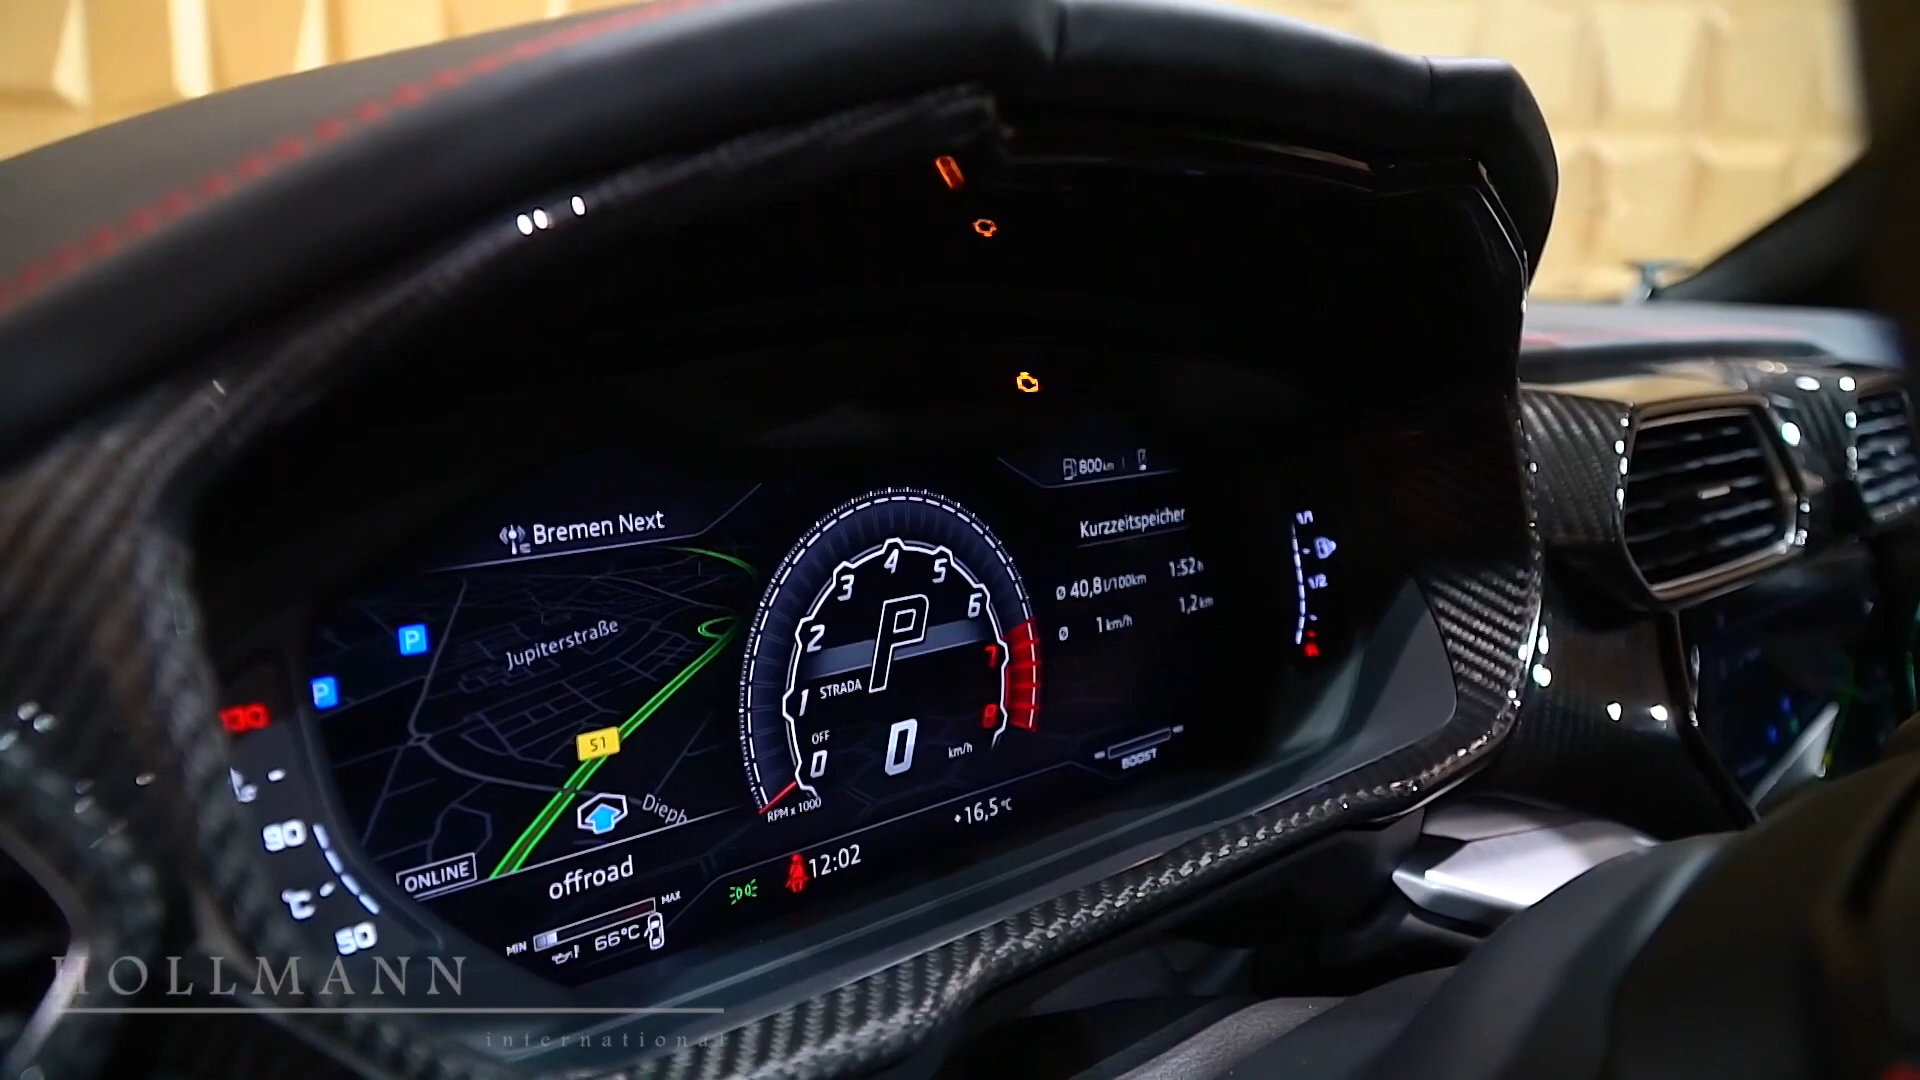 800 km
Bremen Next
Kurzzeitspeicher
ø 40,8 l/100km 1:52 h
ø 1 km/h 1,2 km
1/1
1/2
Jupiterstraße
P
P
S1
Dieph
ONLINE
offroad
130
90
°C
50
MIN
MAX
66°C
0 1 2 3 4 5 6 7 8
P
STRADA
OFF
0 km/h
RPM x 1000
BOOST
+16,5 °C
12:02
HOLLMANN
international